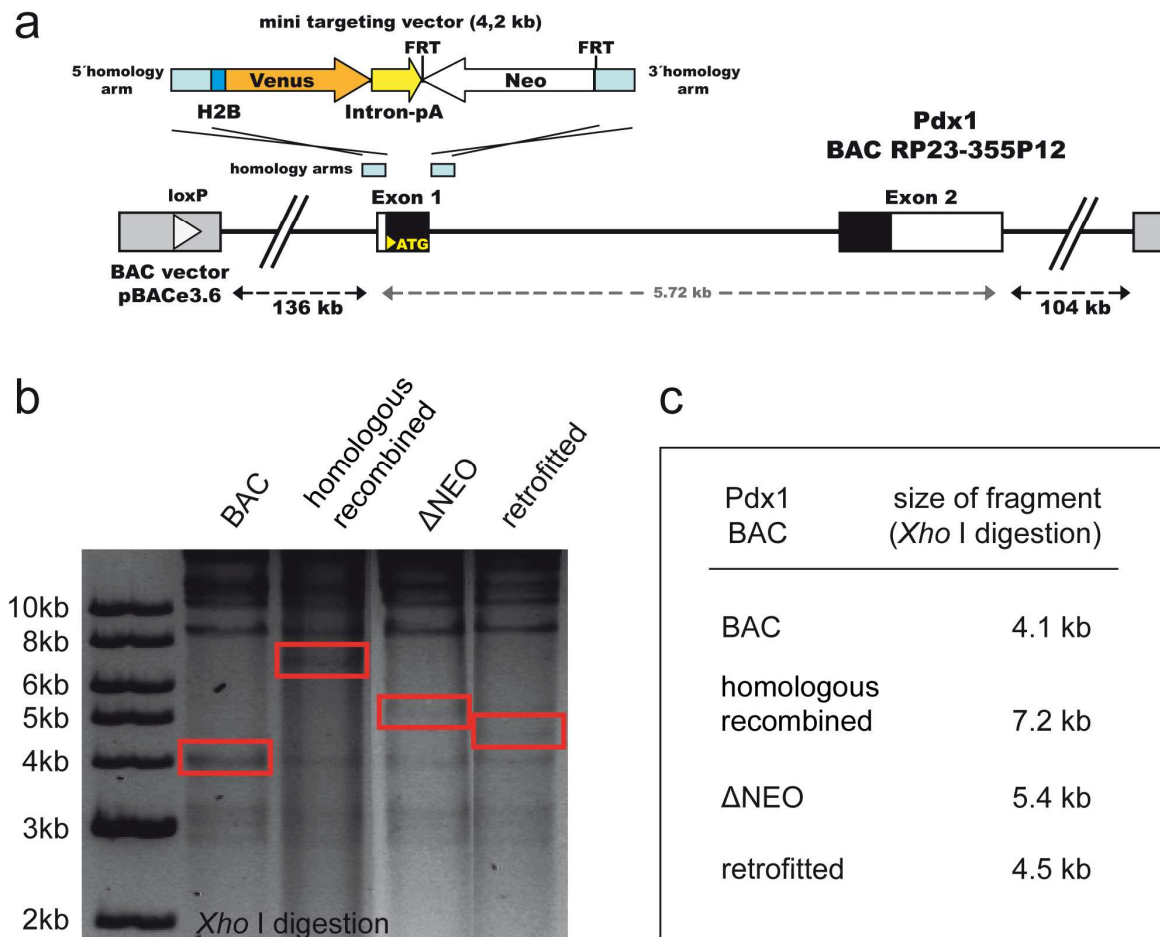 a
mini targeting vector (4,2 kb)
FRT
FRT
5´homology
arm
Venus
Neo
3´homology
arm
H2B
Intron-pA
Pdx1
BAC RP23-355P12
homology arms
loxP
Exon 1
Exon 2
ATG
BAC vector
pBACe3.6
136 kb
5.72 kb
104 kb
b
BAC
homologous
recombined
ΔNEO
retrofitted
10kb
8kb
6kb
5kb
4kb
3kb
2kb
Xho I digestion
c
Pdx1 size of fragment
BAC (Xho I digestion)
BAC 4.1 kb
homologous
recombined 7.2 kb
ΔNEO 5.4 kb
retrofitted 4.5 kb